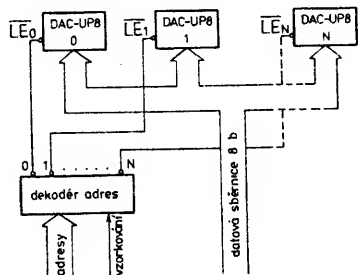 LE0
DAC-UP8
0
LE1
DAC-UP8
1
LEN
DAC-UP8
N
0 1 . . . . . . N
dekodér adres
adresy
vzorkování
datová sběrnice 8 b